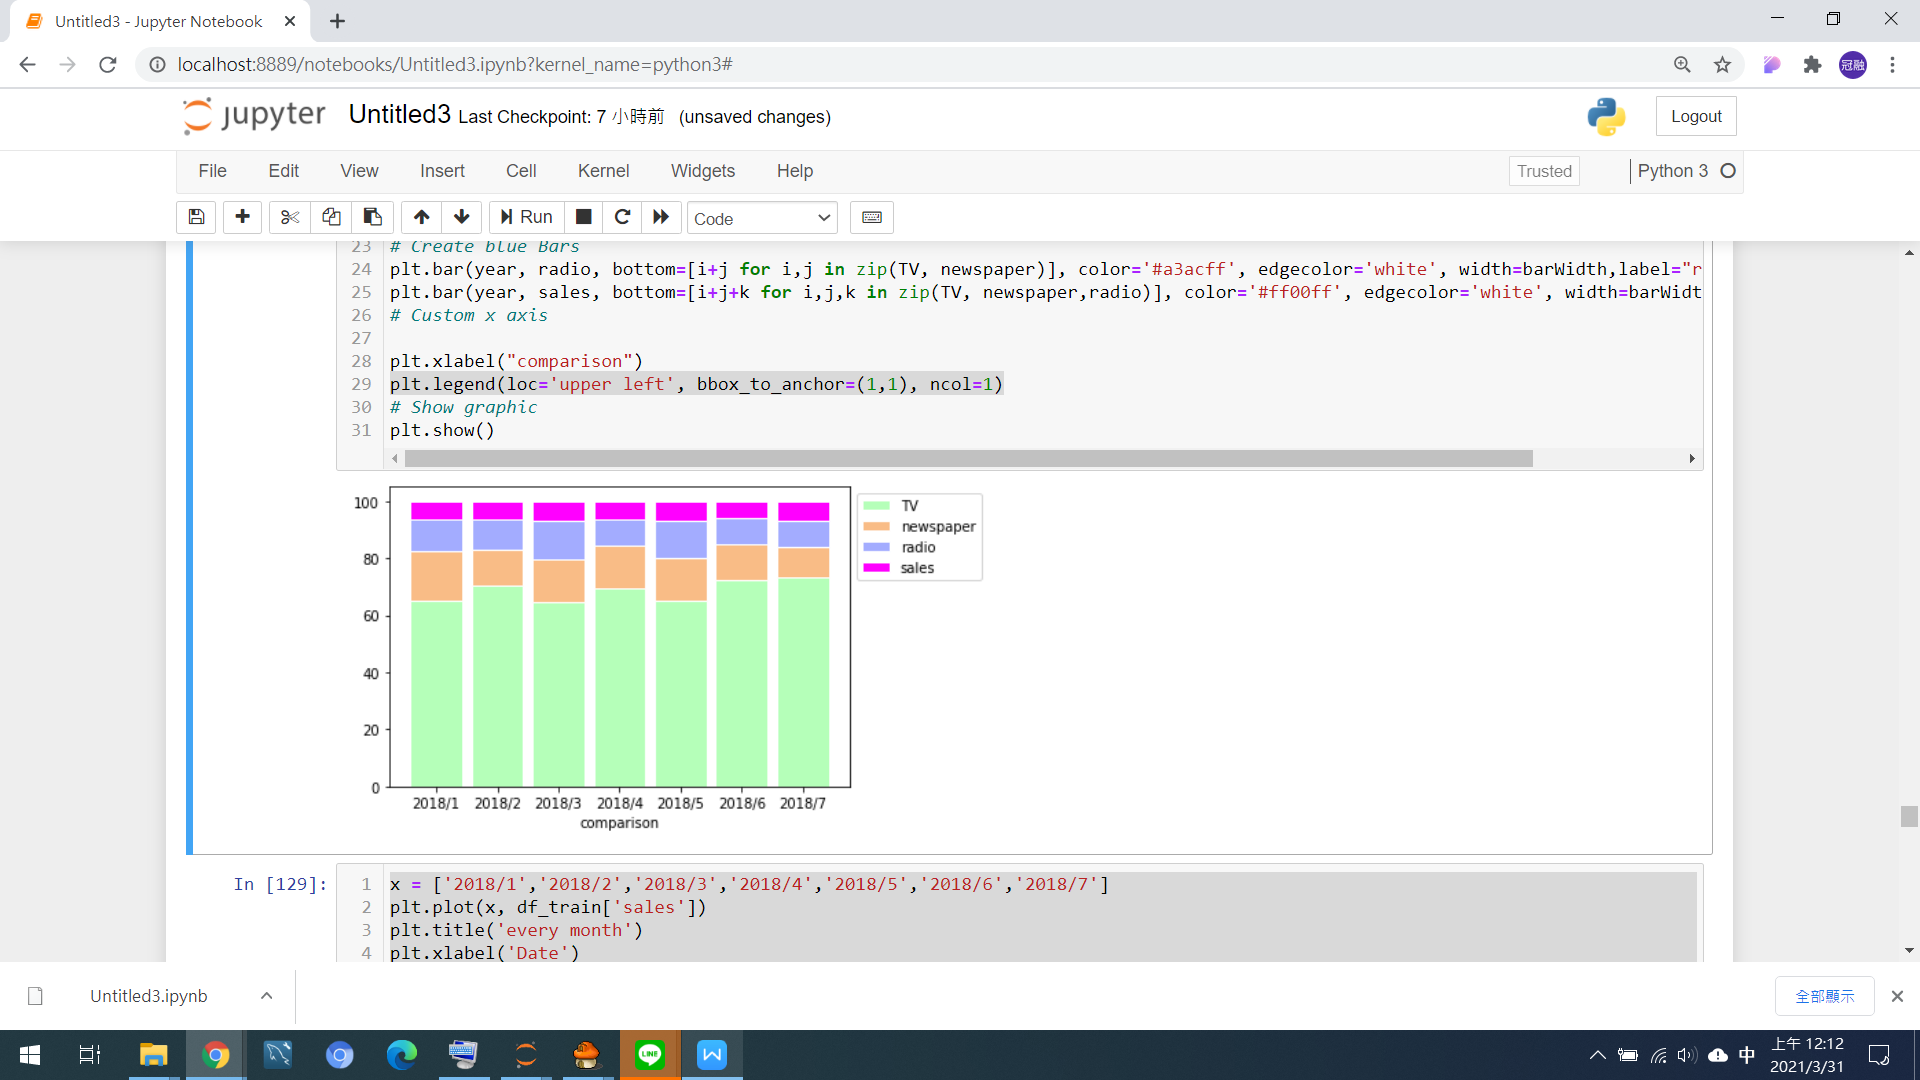 Untitled3 - Jupyter Notebook
localhost:8889/notebooks/Untitled3.ipynb?kernel_name=python3#
冠融
jupyter Untitled3 Last Checkpoint: 7 小時前 (unsaved changes)
Logout
File Edit View Insert Cell Kernel Widgets Help
Trusted
Python 3
Run
Code
23 # Create blue Bars
24 plt.bar(year, radio, bottom=[i+j for i,j in zip(TV, newspaper)], color='#a3acff', edgecolor='white', width=barWidth,label="r
25 plt.bar(year, sales, bottom=[i+j+k for i,j,k in zip(TV, newspaper,radio)], color='#ff00ff', edgecolor='white', width=barWidt
26 # Custom x axis
27
28 plt.xlabel("comparison")
29 plt.legend(loc='upper left', bbox_to_anchor=(1,1), ncol=1)
30 # Show graphic
31 plt.show()
100
80
60
40
20
0
2018/1 2018/2 2018/3 2018/4 2018/5 2018/6 2018/7
comparison
TV
newspaper
radio
sales
In [129]:
1 x = ['2018/1','2018/2','2018/3','2018/4','2018/5','2018/6','2018/7']
2 plt.plot(x, df_train['sales'])
3 plt.title('every month')
4 plt.xlabel('Date')
Untitled3.ipynb
全部顯示
LINE
中
上午 12:12
2021/3/31